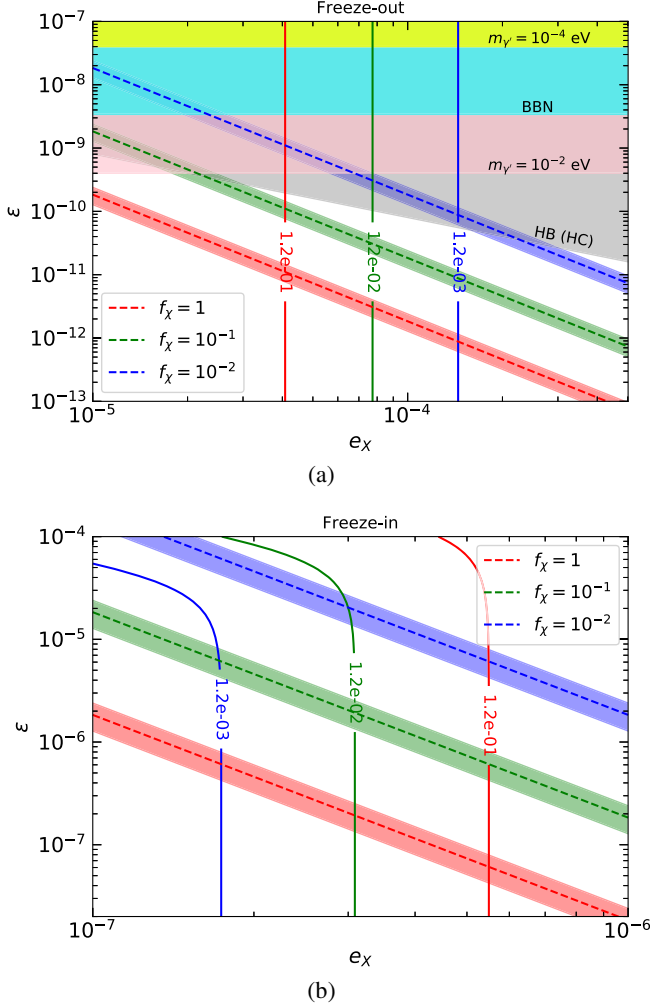 Freeze-out
10⁻⁷
10⁻⁸
10⁻⁹
10⁻¹⁰
10⁻¹¹
10⁻¹²
10⁻¹³
ε
m_γ′ = 10⁻⁴ eV
BBN
m_γ′ = 10⁻² eV
HB (HC)
1.2e-01
1.2e-02
1.2e-03
f_χ = 1
f_χ = 10⁻¹
f_χ = 10⁻²
10⁻⁵
10⁻⁴
e_X
(a)
Freeze-in
10⁻⁴
10⁻⁵
10⁻⁶
10⁻⁷
ε
f_χ = 1
f_χ = 10⁻¹
f_χ = 10⁻²
1.2e-03
1.2e-02
1.2e-01
10⁻⁷
10⁻⁶
e_X
(b)